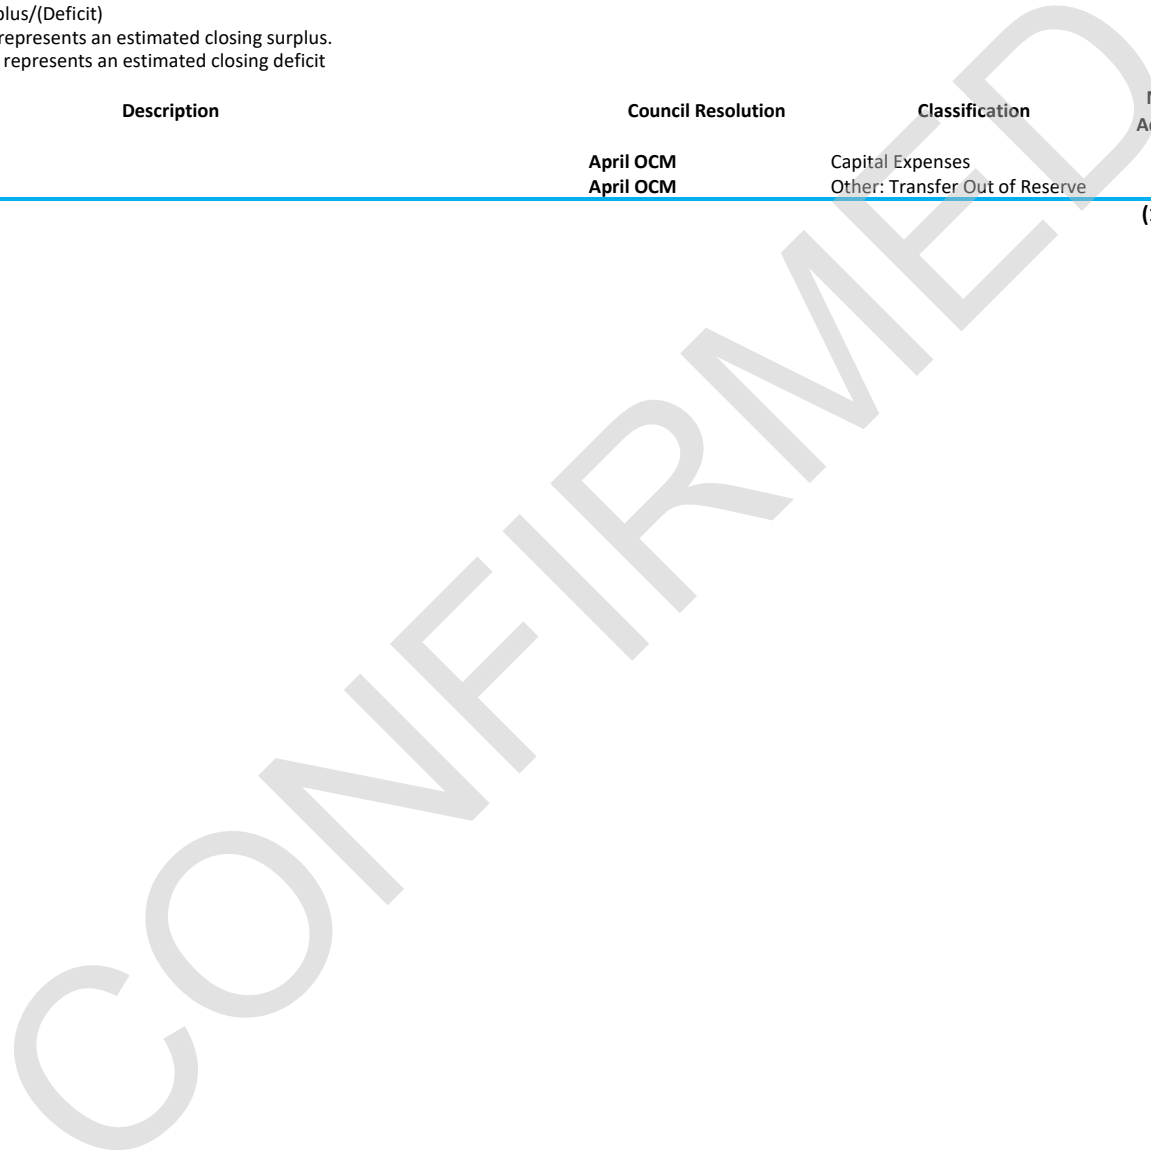 plus/(Deficit)
represents an estimated closing surplus.
represents an estimated closing deficit
Description Council Resolution Classification
April OCM Capital Expenses
April OCM Other: Transfer Out of Reserve
(
CONFIRMED